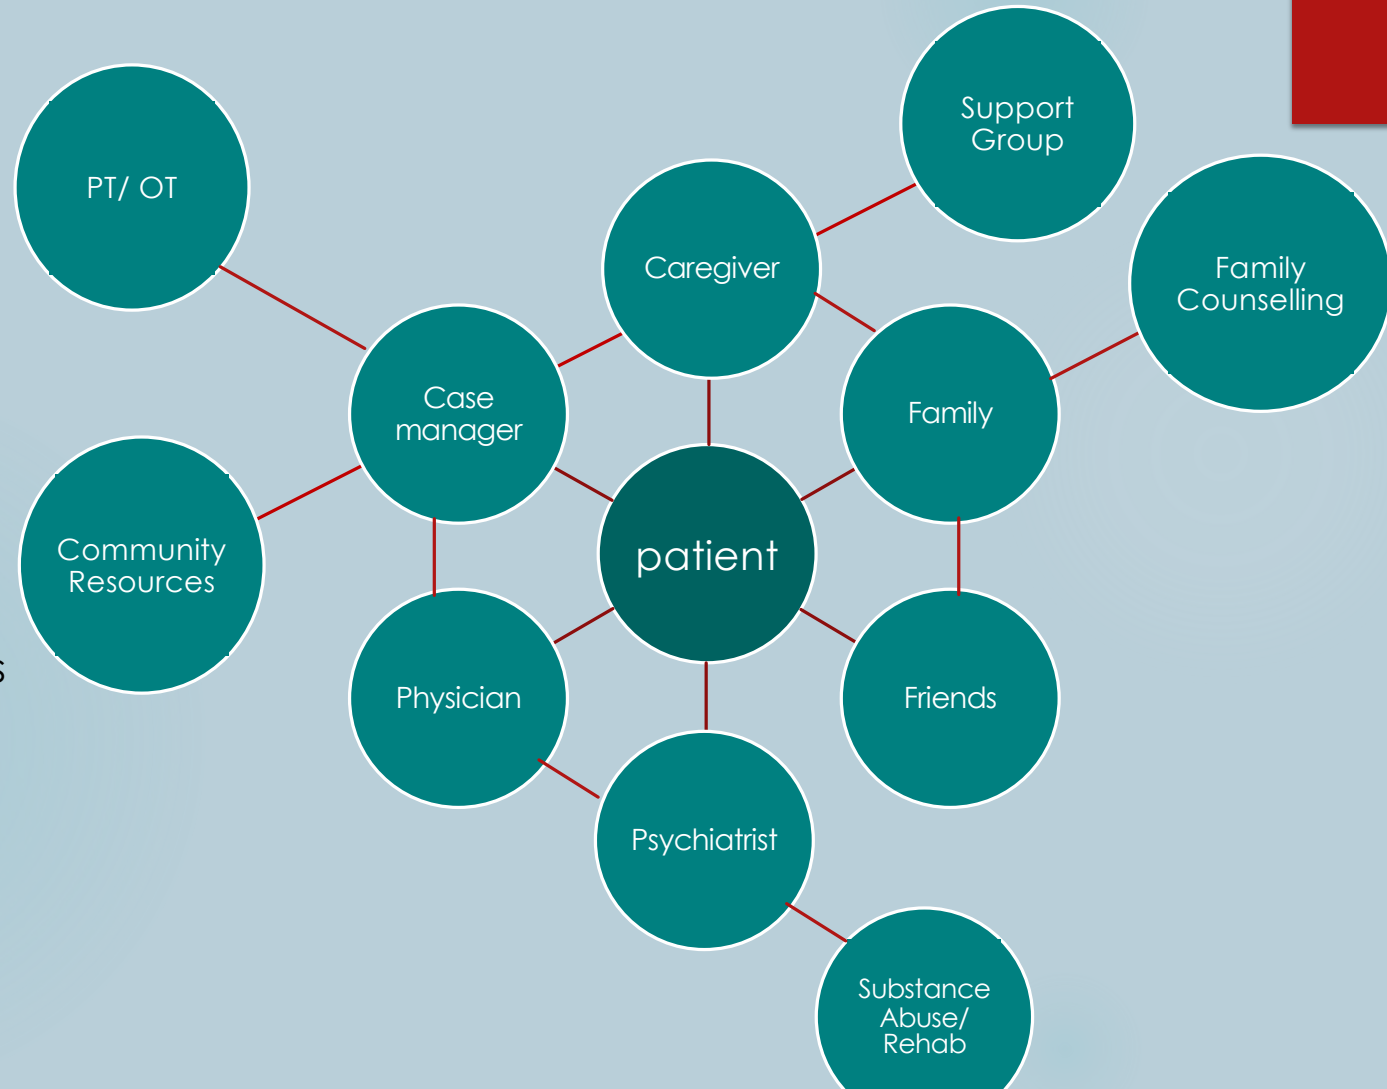 Support
Group
PT/ OT
Caregiver
Family
Counselling
Case
manager
Family
patient
Community
Resources
s
Physician
Friends
Psychiatrist
Substance
Abuse/
Rehab